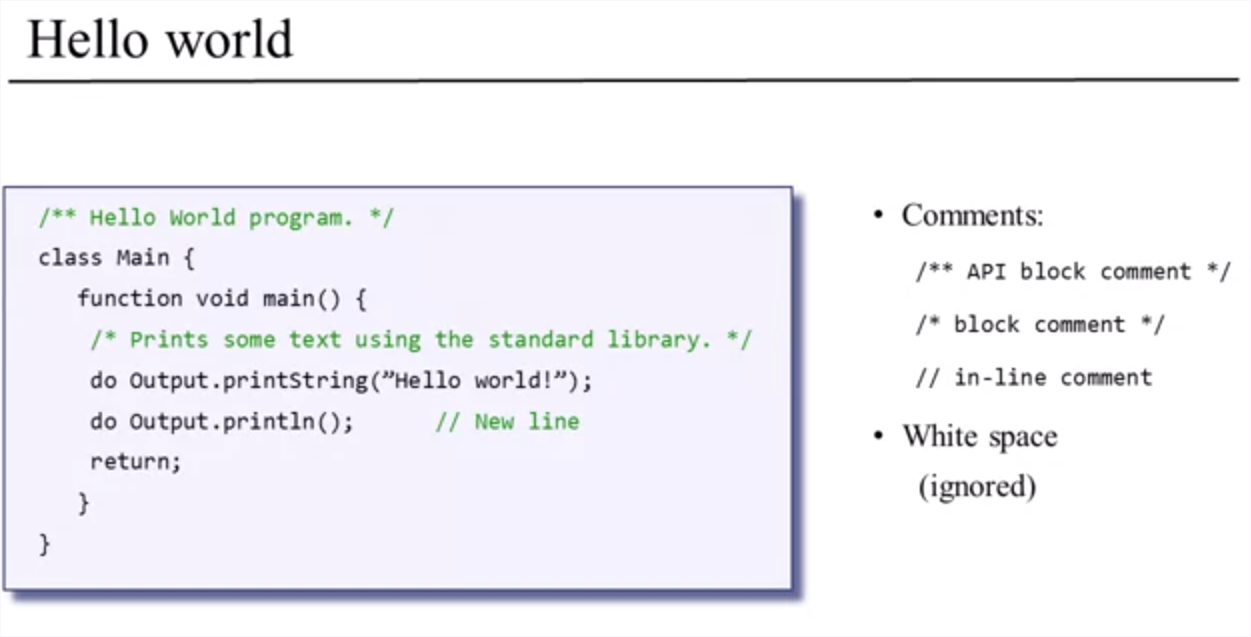 Hello world
/** Hello World program. */
class Main {
function void main() {
/* Prints some text using the standard library. */
do Output.printString(”Hello world!”);
do Output.println();      // New line
return;
}
}
• Comments:
/** API block comment */
/* block comment */
// in-line comment
• White space
(ignored)